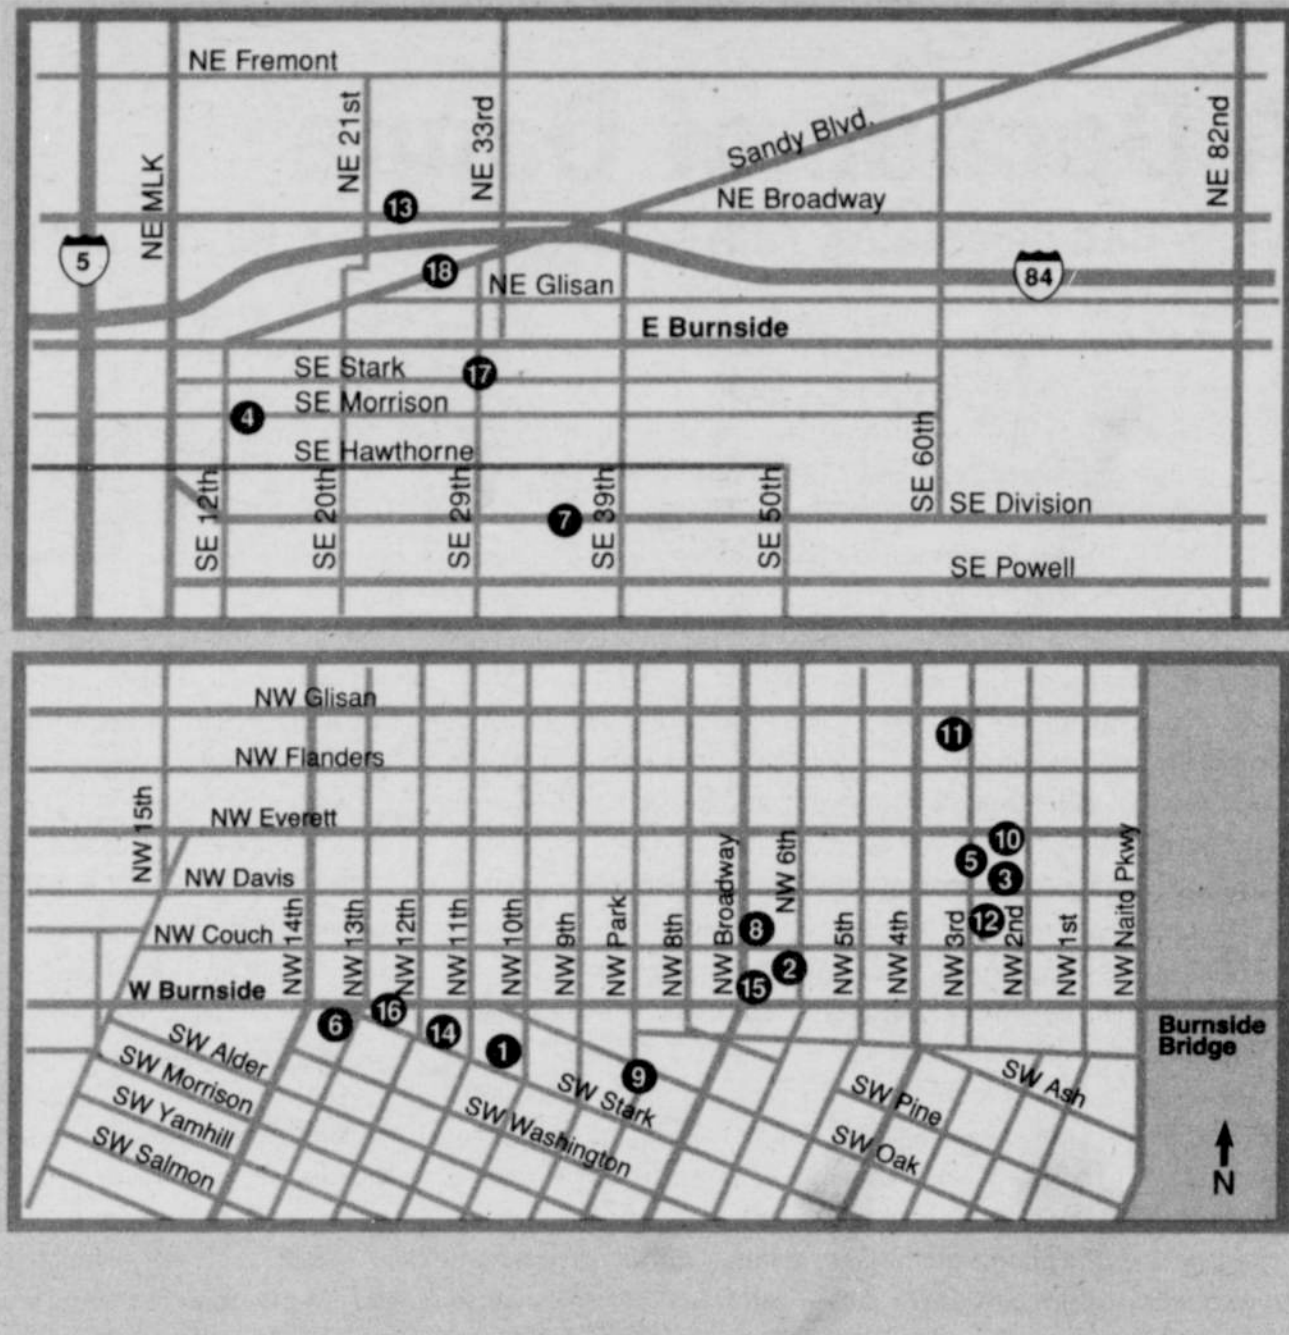 NE Fremont
NE 21st
NE 33rd
Sandy Blvd.
NE 82nd
NE MLK
NE Broadway
13
5
18
84
NE Glisan
E Burnside
SE Stark
17
SE Morrison
4
SE Hawthorne
SE 12th
SE 20th
SE 29th
7
SE 39th
SE 50th
SE 60th
SE Division
SE Powell
NW Glisan
11
NW Flanders
NW 15th
NW Everett
10
5
3
NW Davis
NW Broadway
NW 6th
NW Naito Pkwy
NW Couch
NW 14th
NW 13th
NW 12th
NW 11th
NW 10th
NW 9th
NW Park
NW 8th
8
2
15
NW 5th
NW 4th
NW 3rd
12
NW 2nd
NW 1st
W Burnside
6
16
14
1
9
Burnside
Bridge
SW Alder
SW Morrison
SW Yamhill
SW Salmon
SW Stark
SW Washington
SW Pine
SW Oak
SW Ash
N